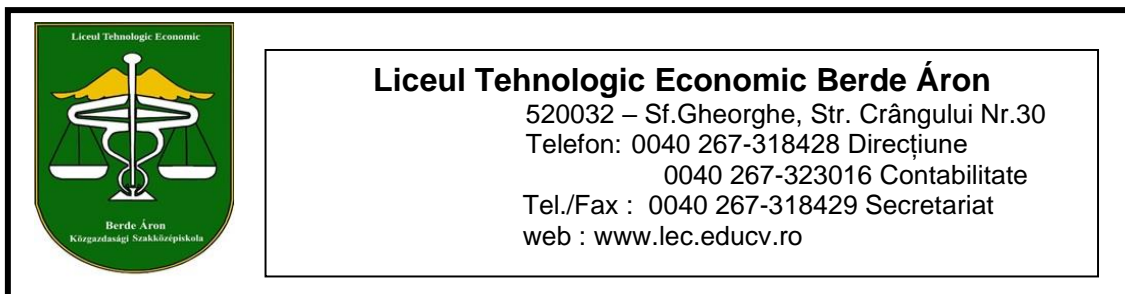 Liceul Tehnologic Economic
Berde Áron
Közgazdasági Szakközépiskola
Liceul Tehnologic Economic Berde Áron
520032 – Sf.Gheorghe, Str. Crângului Nr.30
Telefon: 0040 267-318428 Direcțiune
0040 267-323016 Contabilitate
Tel./Fax : 0040 267-318429 Secretariat
web : www.lec.educv.ro